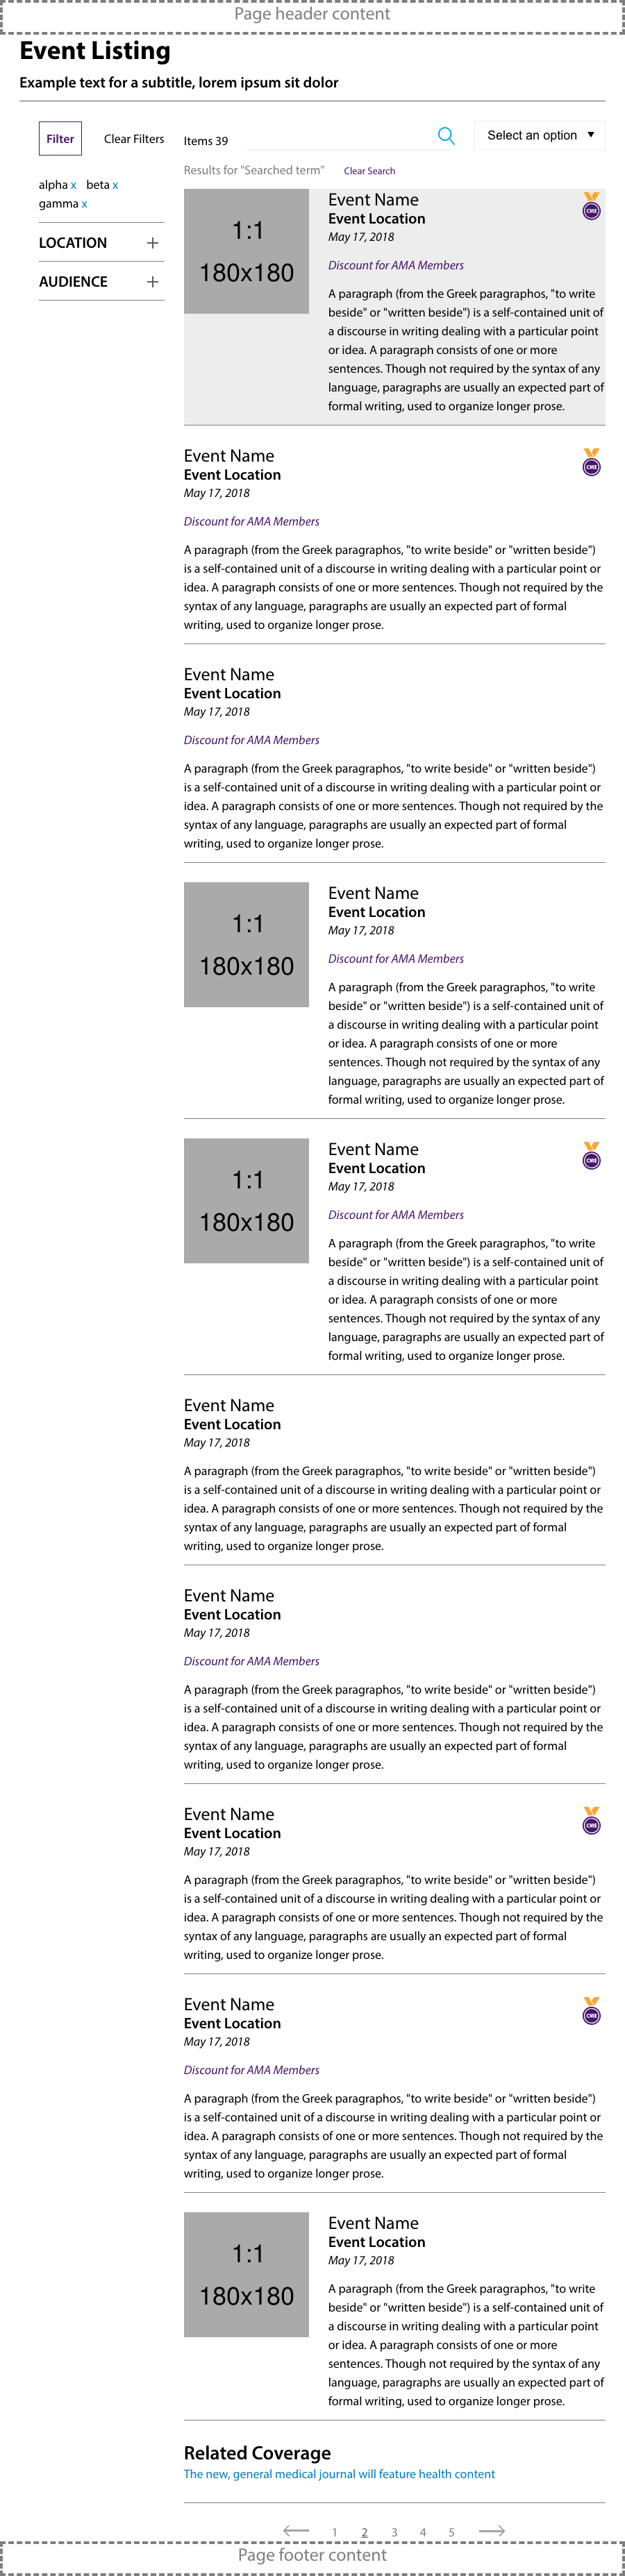 Page header content
Event Listing
Example text for a subtitle, lorem ipsum sit dolor
Filter
Clear Filters
alpha x beta x
gamma x
LOCATION +
AUDIENCE +
Items 39
Select an option ▼
Results for "Searched term" Clear Search
1:1
180x180
Event Name
CME
Event Location
May 17, 2018
Discount for AMA Members
A paragraph (from the Greek paragraphos, "to write
beside" or "written beside") is a self-contained unit of
a discourse in writing dealing with a particular point
or idea. A paragraph consists of one or more
sentences. Though not required by the syntax of any
language, paragraphs are usually an expected part of
formal writing, used to organize longer prose.
Event Name
CME
Event Location
May 17, 2018
Discount for AMA Members
A paragraph (from the Greek paragraphos, "to write beside" or "written beside")
is a self-contained unit of a discourse in writing dealing with a particular point or
idea. A paragraph consists of one or more sentences. Though not required by the
syntax of any language, paragraphs are usually an expected part of formal
writing, used to organize longer prose.
Event Name
Event Location
May 17, 2018
Discount for AMA Members
A paragraph (from the Greek paragraphos, "to write beside" or "written beside")
is a self-contained unit of a discourse in writing dealing with a particular point or
idea. A paragraph consists of one or more sentences. Though not required by the
syntax of any language, paragraphs are usually an expected part of formal
writing, used to organize longer prose.
1:1
180x180
Event Name
Event Location
May 17, 2018
Discount for AMA Members
A paragraph (from the Greek paragraphos, "to write
beside" or "written beside") is a self-contained unit of
a discourse in writing dealing with a particular point
or idea. A paragraph consists of one or more
sentences. Though not required by the syntax of any
language, paragraphs are usually an expected part of
formal writing, used to organize longer prose.
1:1
180x180
Event Name
CME
Event Location
May 17, 2018
Discount for AMA Members
A paragraph (from the Greek paragraphos, "to write
beside" or "written beside") is a self-contained unit of
a discourse in writing dealing with a particular point
or idea. A paragraph consists of one or more
sentences. Though not required by the syntax of any
language, paragraphs are usually an expected part of
formal writing, used to organize longer prose.
Event Name
Event Location
May 17, 2018
A paragraph (from the Greek paragraphos, "to write beside" or "written beside")
is a self-contained unit of a discourse in writing dealing with a particular point or
idea. A paragraph consists of one or more sentences. Though not required by the
syntax of any language, paragraphs are usually an expected part of formal
writing, used to organize longer prose.
Event Name
Event Location
May 17, 2018
Discount for AMA Members
A paragraph (from the Greek paragraphos, "to write beside" or "written beside")
is a self-contained unit of a discourse in writing dealing with a particular point or
idea. A paragraph consists of one or more sentences. Though not required by the
syntax of any language, paragraphs are usually an expected part of formal
writing, used to organize longer prose.
Event Name
CME
Event Location
May 17, 2018
A paragraph (from the Greek paragraphos, "to write beside" or "written beside")
is a self-contained unit of a discourse in writing dealing with a particular point or
idea. A paragraph consists of one or more sentences. Though not required by the
syntax of any language, paragraphs are usually an expected part of formal
writing, used to organize longer prose.
Event Name
CME
Event Location
May 17, 2018
Discount for AMA Members
A paragraph (from the Greek paragraphos, "to write beside" or "written beside")
is a self-contained unit of a discourse in writing dealing with a particular point or
idea. A paragraph consists of one or more sentences. Though not required by the
syntax of any language, paragraphs are usually an expected part of formal
writing, used to organize longer prose.
1:1
180x180
Event Name
Event Location
May 17, 2018
A paragraph (from the Greek paragraphos, "to write
beside" or "written beside") is a self-contained unit of
a discourse in writing dealing with a particular point
or idea. A paragraph consists of one or more
sentences. Though not required by the syntax of any
language, paragraphs are usually an expected part of
formal writing, used to organize longer prose.
Related Coverage
The new, general medical journal will feature health content
← 1 2 3 4 5 →
Page footer content